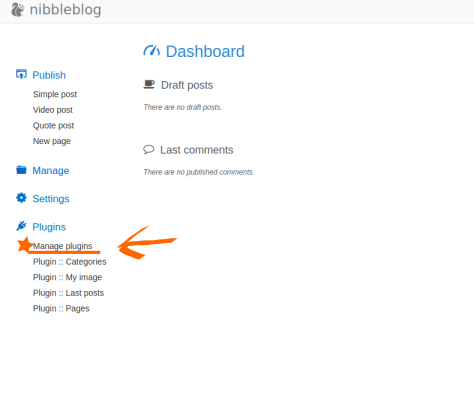 nibbleblog
Dashboard
Publish
Simple post
Video post
Quote post
New page
Manage
Settings
Plugins
Manage plugins
Plugin :: Categories
Plugin :: My image
Plugin :: Last posts
Plugin :: Pages
Draft posts
There are no draft posts.
Last comments
There are no published comments.